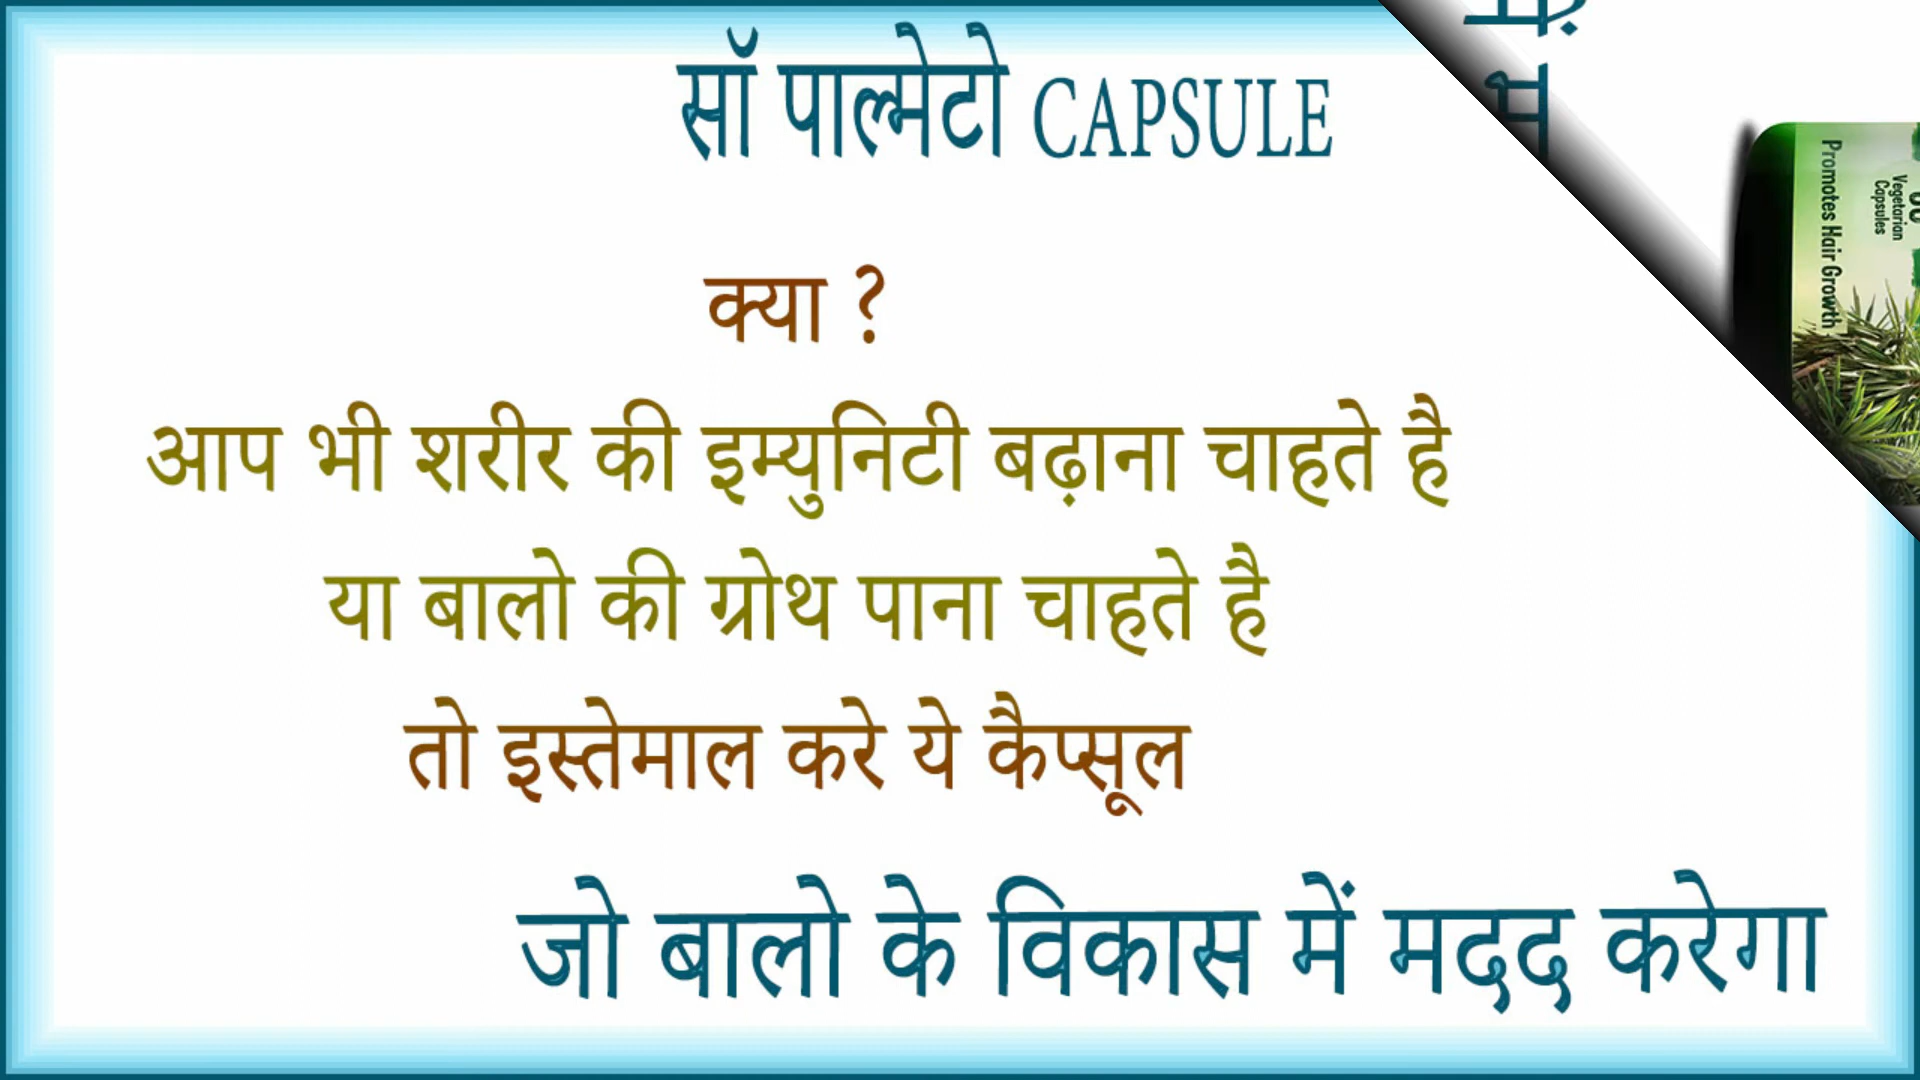 सॉ पाल्मेटो CAPSULE
क्या ?
आप भी शरीर की इम्युनिटी बढ़ाना चाहते है
या बालो की ग्रोथ पाना चाहते है
तो इस्तेमाल करे ये कैप्सूल
जो बालो के विकास में मदद करेगा
Promotes Hair Growth
Vegetarian
Capsules